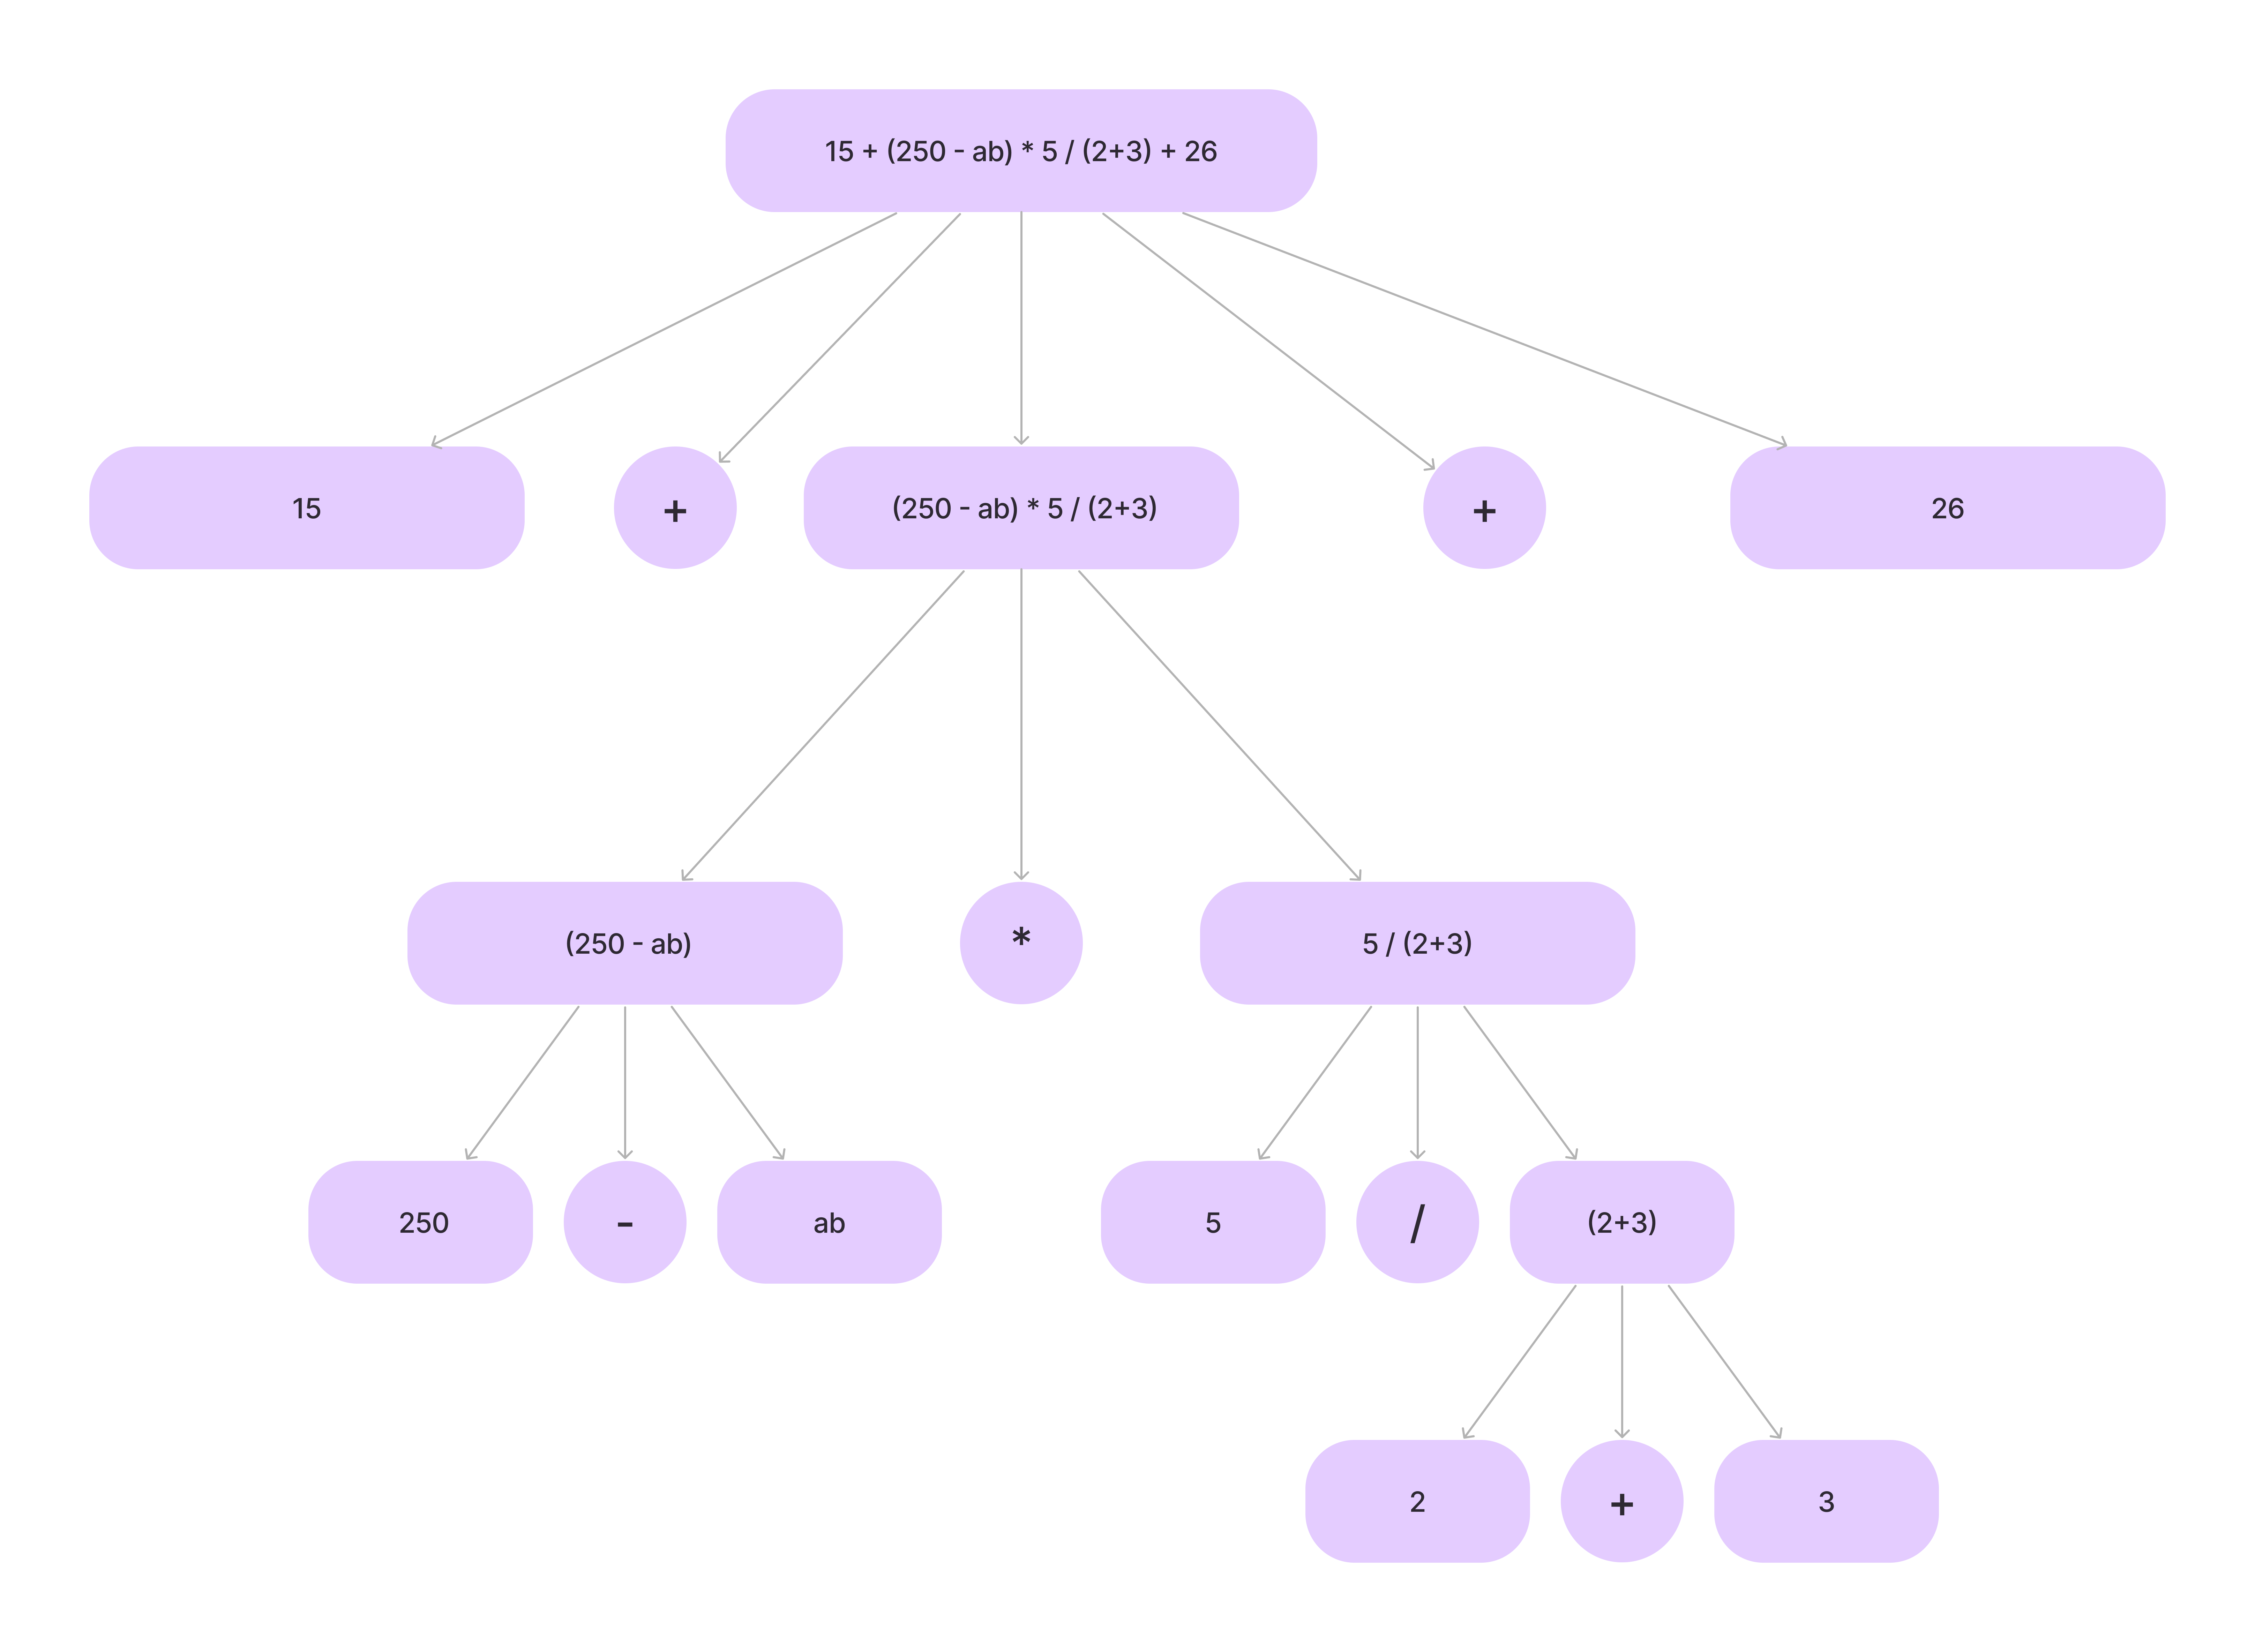 15 + (250 - ab) * 5 / (2+3) + 26
15
+
(250 - ab) * 5 / (2+3)
+
26
(250 - ab)
*
5 / (2+3)
250
-
ab
5
/
(2+3)
2
+
3